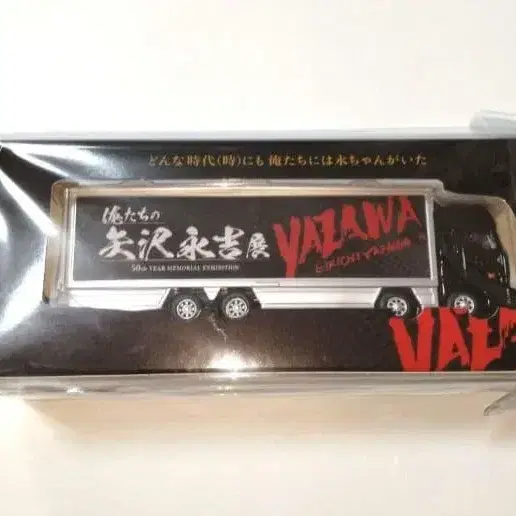 どんな時代(時)にも俺たちには永ちゃんがいた
俺たちの
矢沢永吉展
50th YEAR MEMORIAL EXHIBITION
YAZAWA
EIKICHI YAZAWA